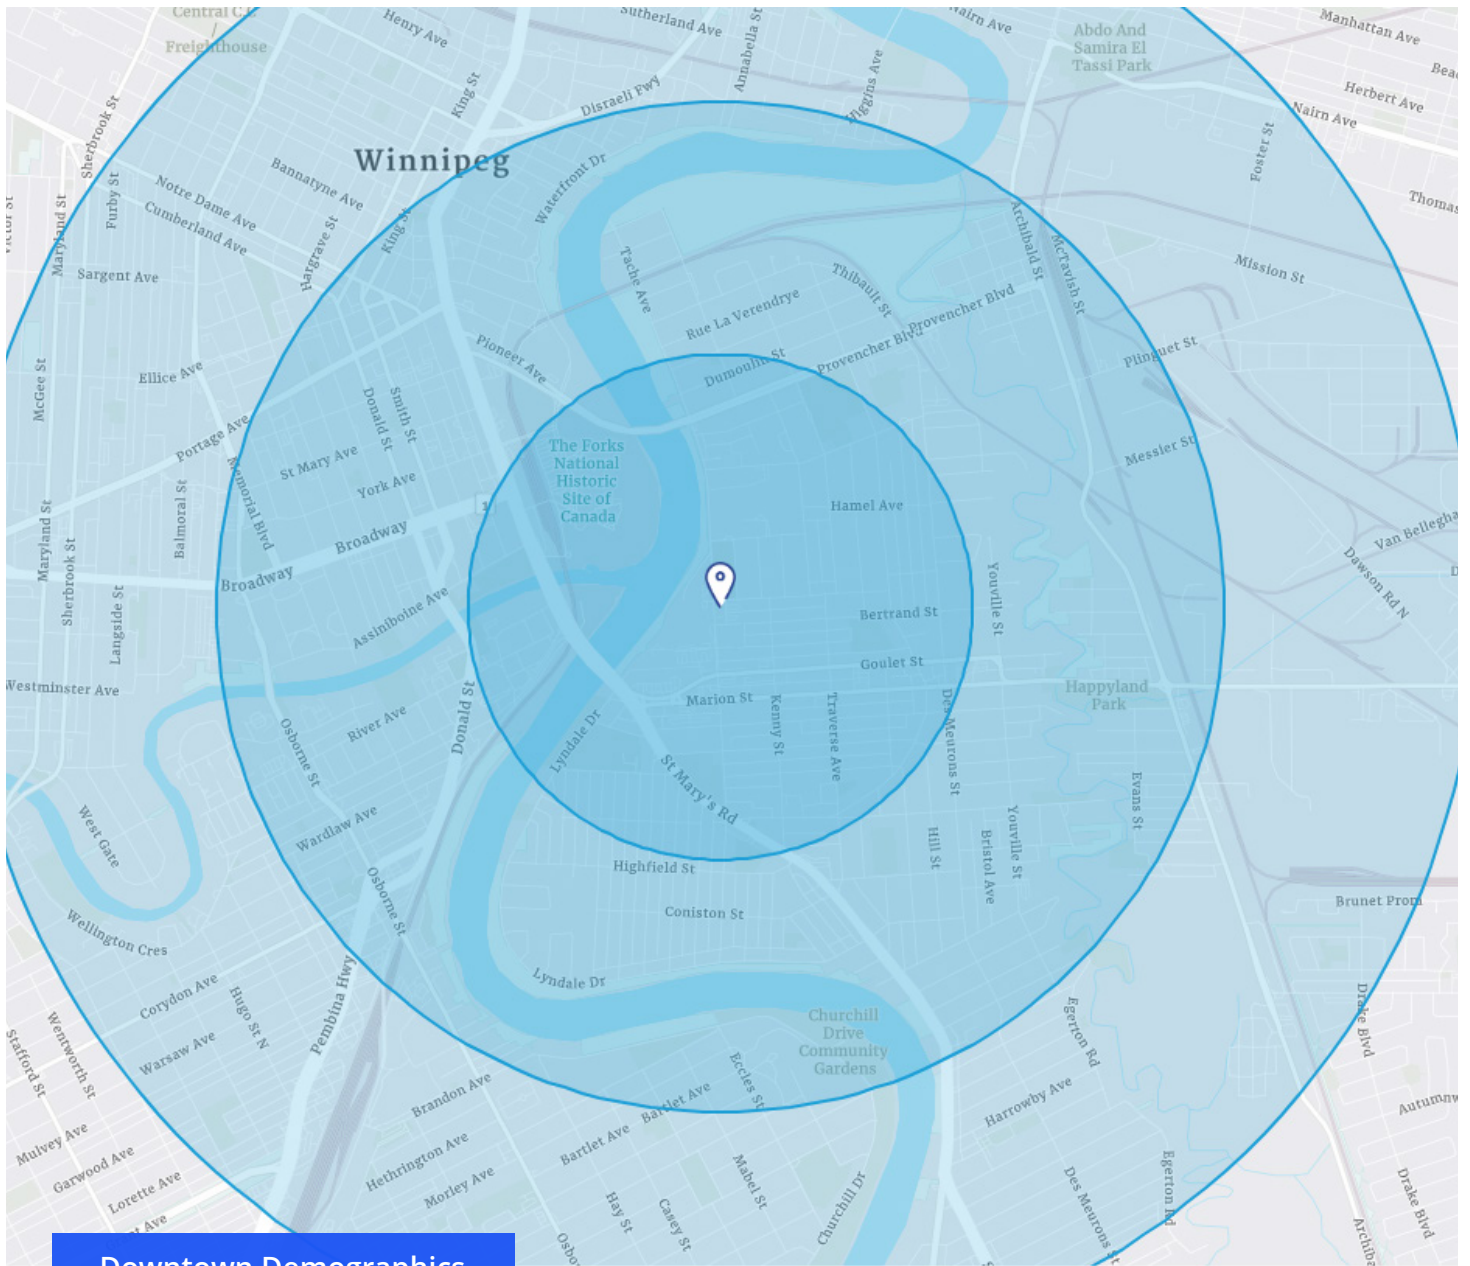 Central C.P.
/
Freighthouse
Henry Ave
Sutherland Ave
Annabella St
Nairn Ave
Abdo And
Samira El
Tassi Park
Manhattan Ave
Herbert Ave
Nairn Ave
King St
Disraeli Fwy
Higgins Ave
Sherbrook St
Foster St
Winnipeg
Waterfront Dr
Bannatyne Ave
Notre Dame Ave
Cumberland Ave
Furby St
Maryland St
Victor St
Hargrave St
King St
Sargent Ave
Tache Ave
Thibault St
Archibald St
McTavish St
Thomas
Mission St
Rue La Verendrye
Provencher Blvd
Provencher Blvd
Pioneer Ave
Dumoulin St
Plinguet St
McGee St
Ellice Ave
Donald St
Smith St
Portage Ave
St Mary Ave
York Ave
Memorial Blvd
Messier St
The Forks
National
Historic
Site of
Canada
1
Hamel Ave
Broadway
Broadway
Maryland St
Sherbrook St
Balmoral St
Langside St
Van Bellegha
Dawson Rd N
D
Assiniboine Ave
Bertrand St
Youville St
Goulet St
Westminster Ave
Marion St
Kenny St
Traverse Ave
Des Meurons St
Happyland
Park
River Ave
Donald St
Osborne St
Lyndale Dr
St Mary's Rd
Evans St
West Gate
Wardlaw Ave
Osborne St
Highfield St
Hill St
Bristol Ave
Youville St
Coniston St
Brunet Prom
Wellington Cres
Corydon Ave
Hugo St N
Pembina Hwy
Lyndale Dr
Churchill
Drive
Community
Gardens
Egerton Rd
Drake Blvd
Wentworth St
Stafford St
Warsaw Ave
Brandon Ave
Eccles St
Bartlet Ave
Harrowby Ave
Autumnw
Mulvey Ave
Garwood Ave
Lorette Ave
Hethrington Ave
Morley Ave
Bartlet Ave
Mabel St
Hay St
Casey St
Churchill Dr
Des Meurons St
Egerton Rd
Drake Blvd
Archiba
Osbo
Ave
Downtown Demographics